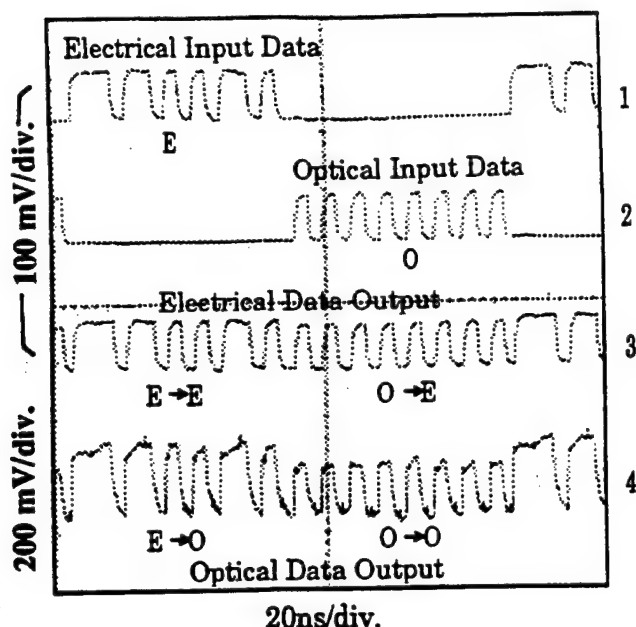 Electrical Input Data
1
E
Optical Input Data
2
O
100 mV/div.
Electrical Data Output
3
E→E O→E
200 mV/div.
4
E→O O→O
Optical Data Output
20ns/div.